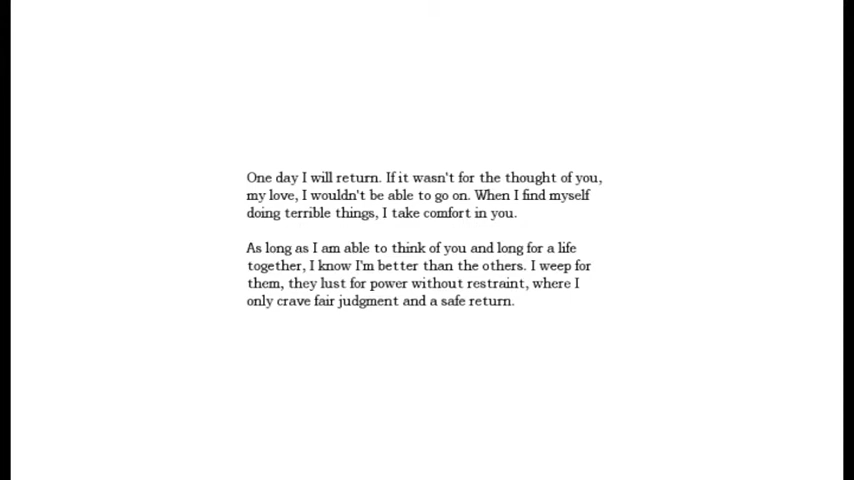 One day I will return. If it wasn't for the thought of you,
my love, I wouldn't be able to go on. When I find myself
doing terrible things, I take comfort in you.
As long as I am able to think of you and long for a life
together, I know I'm better than the others. I weep for
them, they lust for power without restraint, where I
only crave fair judgment and a safe return.